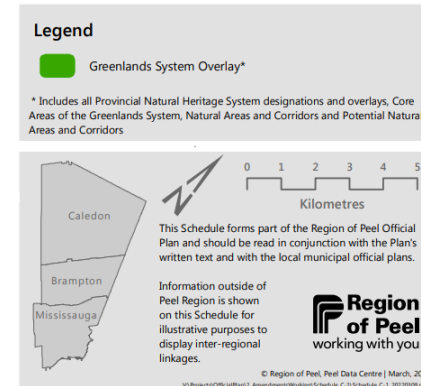 Legend
Greenlands System Overlay*
* Includes all Provincial Natural Heritage System designations and overlays, Core
Areas of the Greenlands System, Natural Areas and Corridors and Potential Natural
Areas and Corridors
0 1 2 3 4 5
Kilometres
Caledon
Brampton
Mississauga
This Schedule forms part of the Region of Peel Official
Plan and should be read in conjunction with the Plan's
written text and with the local municipal official plans.
Information outside of
Peel Region is shown
on this Schedule for
illustrative purposes to
display inter-regional
linkages.
Region
of Peel
working with you
© Region of Peel, Peel Data Centre | March, 20